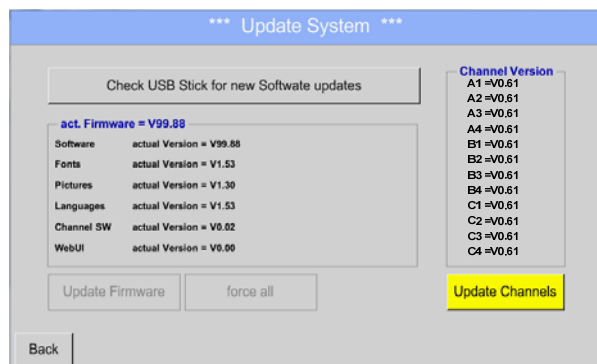 *** Update System ***
Check USB Stick for new Softwate updates
act. Firmware = V99.88
Software actual Version = V99.88
Fonts actual Version = V1.53
Pictures actual Version = V1.30
Languages actual Version = V1.53
Channel SW actual Version = V0.02
WebUI actual Version = V0.00
Update Firmware
force all
Channel Version
A1 =V0.61
A2 =V0,61
A3 =V0,61
A4 =V0.61
B1 =V0.61
B2 =V0,61
B3 =V0.61
B4 =V0.61
C1 =V0.61
C2 =V0.61
C3 =V0.61
C4 =V0,61
Update Channels
Back